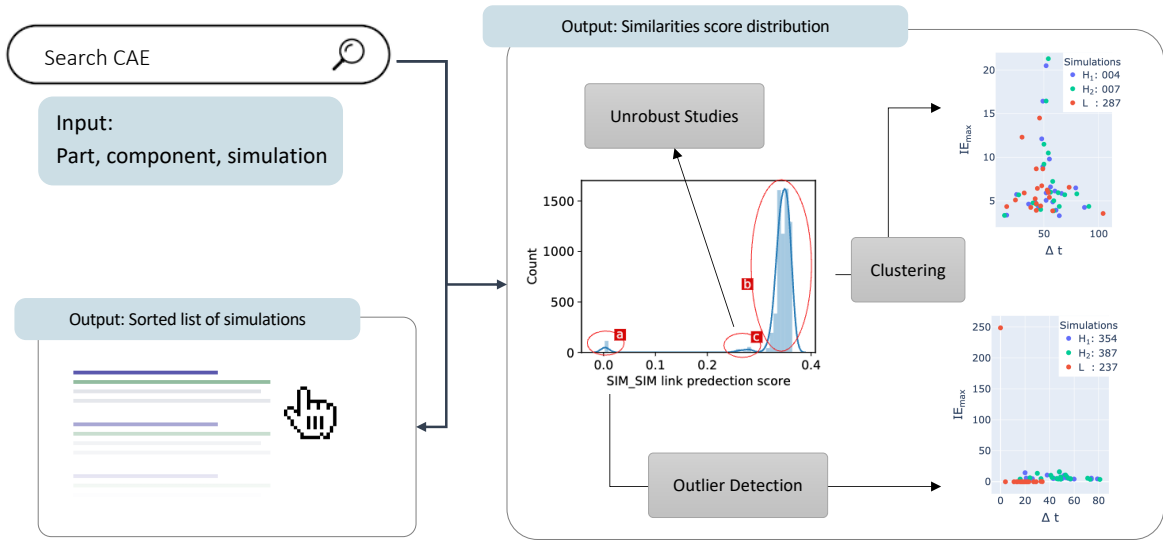 Search CAE
Input:
Part, component, simulation
Output: Sorted list of simulations
Output: Similarities score distribution
Unrobust Studies
1500
1000
500
0
Count
0.0
0.1
0.2
0.3
0.4
SIM_SIM link predection score
a
b
c
Clustering
Outlier Detection
Simulations
H₁: 004
H₂: 007
L : 287
20
15
10
5
IEmax
50
100
Δ t
Simulations
H₁: 354
H₂: 387
L : 237
250
200
150
100
50
0
IEmax
0
20
40
60
80
Δ t